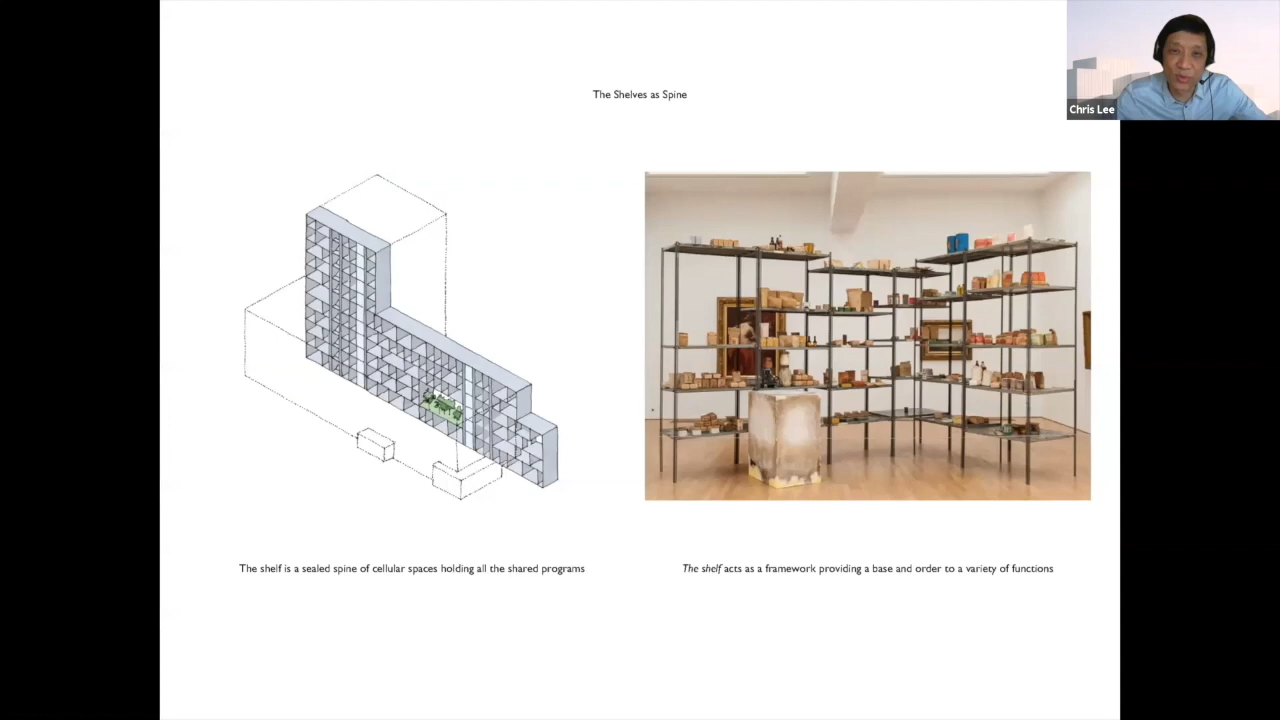 The Shelves as Spine
Chris Lee
The shelf is a sealed spine of cellular spaces holding all the shared programs
The shelf acts as a framework providing a base and order to a variety of functions